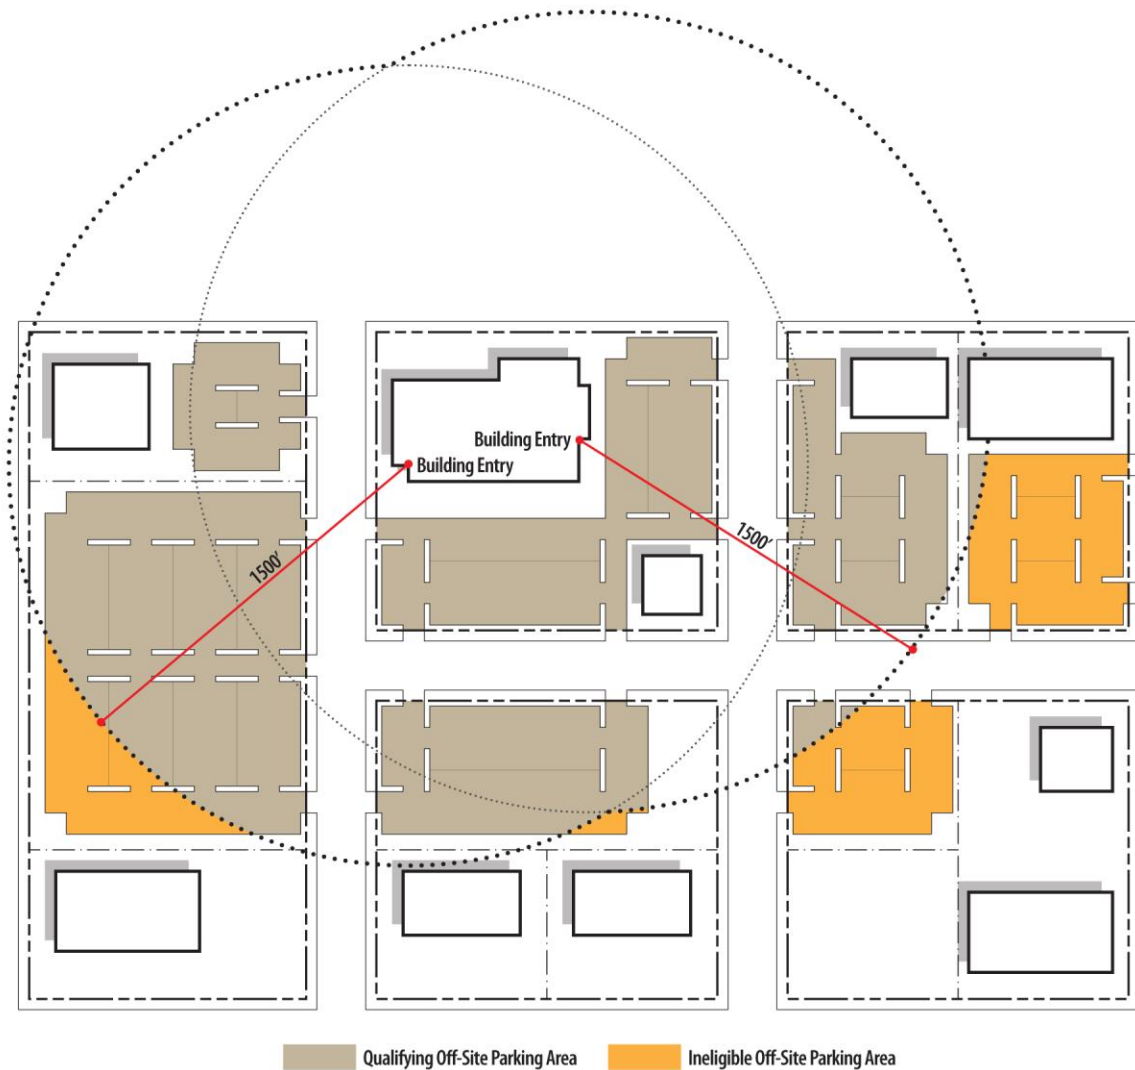 Building Entry
Building Entry
1500’
1500’
Qualifying Off-Site Parking Area
Ineligible Off-Site Parking Area